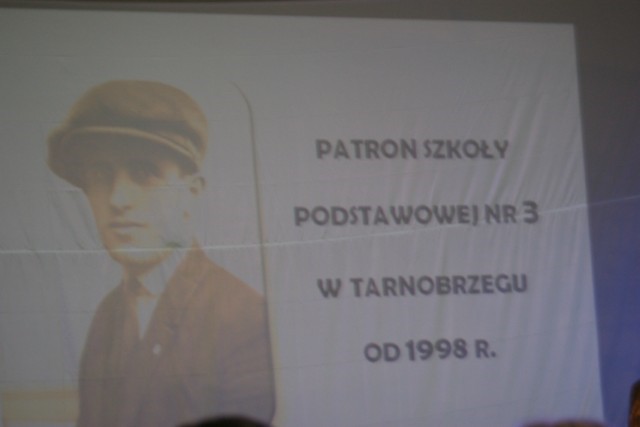 PATRON SZKOŁY
PODSTAWOWEJ NR 3
W TARNOBRZEGU
OD 1998 R.